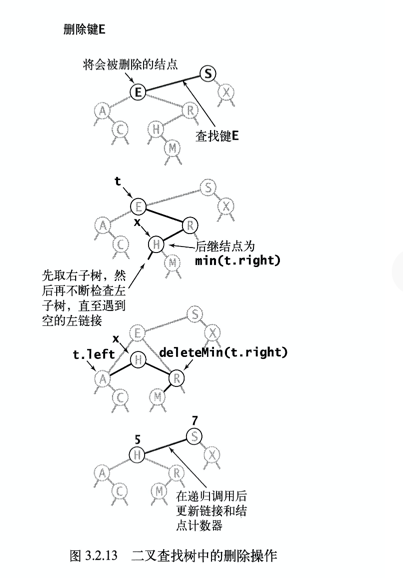 删除键E
将会被删除的结点
S
E
X
A
R
C
H
查找键E
M
t
S
E
X
A
x
R
C
H
后继结点为
min(t.right)
M
先取右子树，然
后再不断检查左
子树，直至遇到
空的左链接
S
E
X
x
t.left
H
deleteMin(t.right)
A
R
C
M
7
5
S
H
X
A
R
C
M
在递归调用后
更新链接和结
点计数器
图 3.2.13 二叉查找树中的删除操作